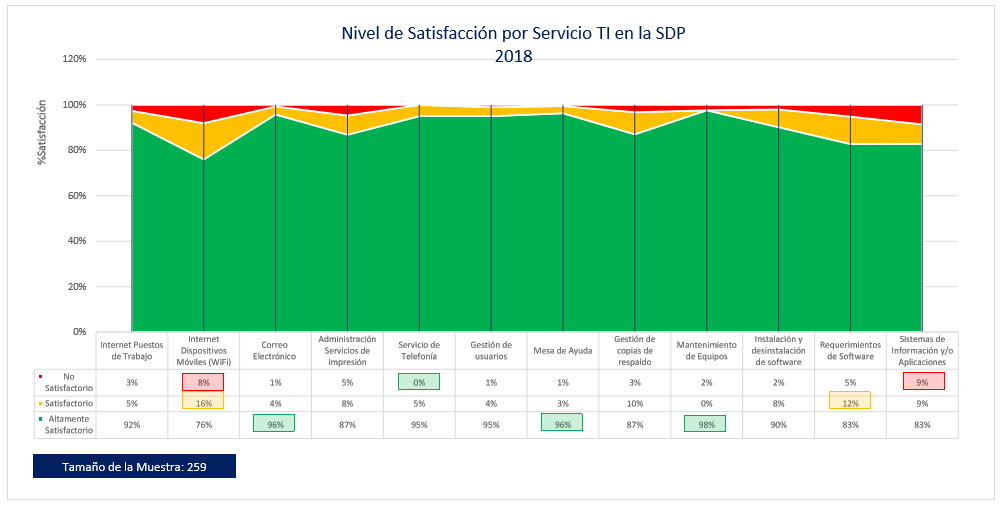 Nivel de Satisfacción por Servicio TI en la SDP
2018
120%
100%
80%
60%
40%
20%
0%
%Satisfacción
Internet Puestos
de Trabajo
Internet
Dispositivos
Móviles (WiFi)
Correo
Electrónico
Administración
Servicios de
Impresión
Servicio de
Telefonía
Gestión de
usuarios
Mesa de Ayuda
Gestión de
copias de
respaldo
Mantenimiento
de Equipos
Instalación y
desinstalación
de software
Requerimientos
de Software
Sistemas de
Información y/o
Aplicaciones
No
Satisfactorio
3% 8% 1% 5% 0% 1% 1% 3% 2% 2% 5% 9%
Satisfactorio 5% 16% 4% 8% 5% 4% 3% 10% 0% 8% 12% 9%
Altamente
Satisfactorio
92% 76% 96% 87% 95% 95% 96% 87% 98% 90% 83% 83%
Tamaño de la Muestra: 259